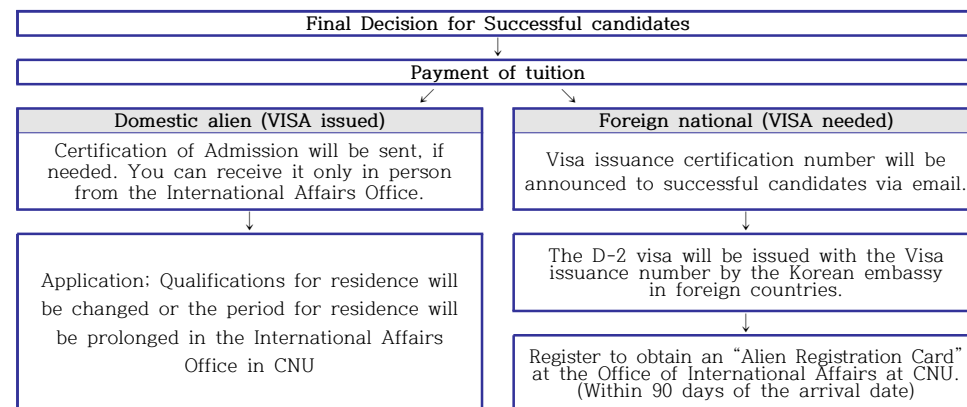 Final Decision for Successful candidates
↓
Payment of tuition
↙ ↘
Domestic alien (VISA issued)
Certification of Admission will be sent, if
needed. You can receive it only in person
from the International Affairs Office.
↓
Application; Qualifications for residence will
be changed or the period for residence will
be prolonged in the International Affairs
Office in CNU
Foreign national (VISA needed)
Visa issuance certification number will be
announced to successful candidates via email.
↓
The D-2 visa will be issued with the Visa
issuance number by the Korean embassy
in foreign countries.
↓
Register to obtain an “Alien Registration Card”
at the Office of International Affairs at CNU.
(Within 90 days of the arrival date)